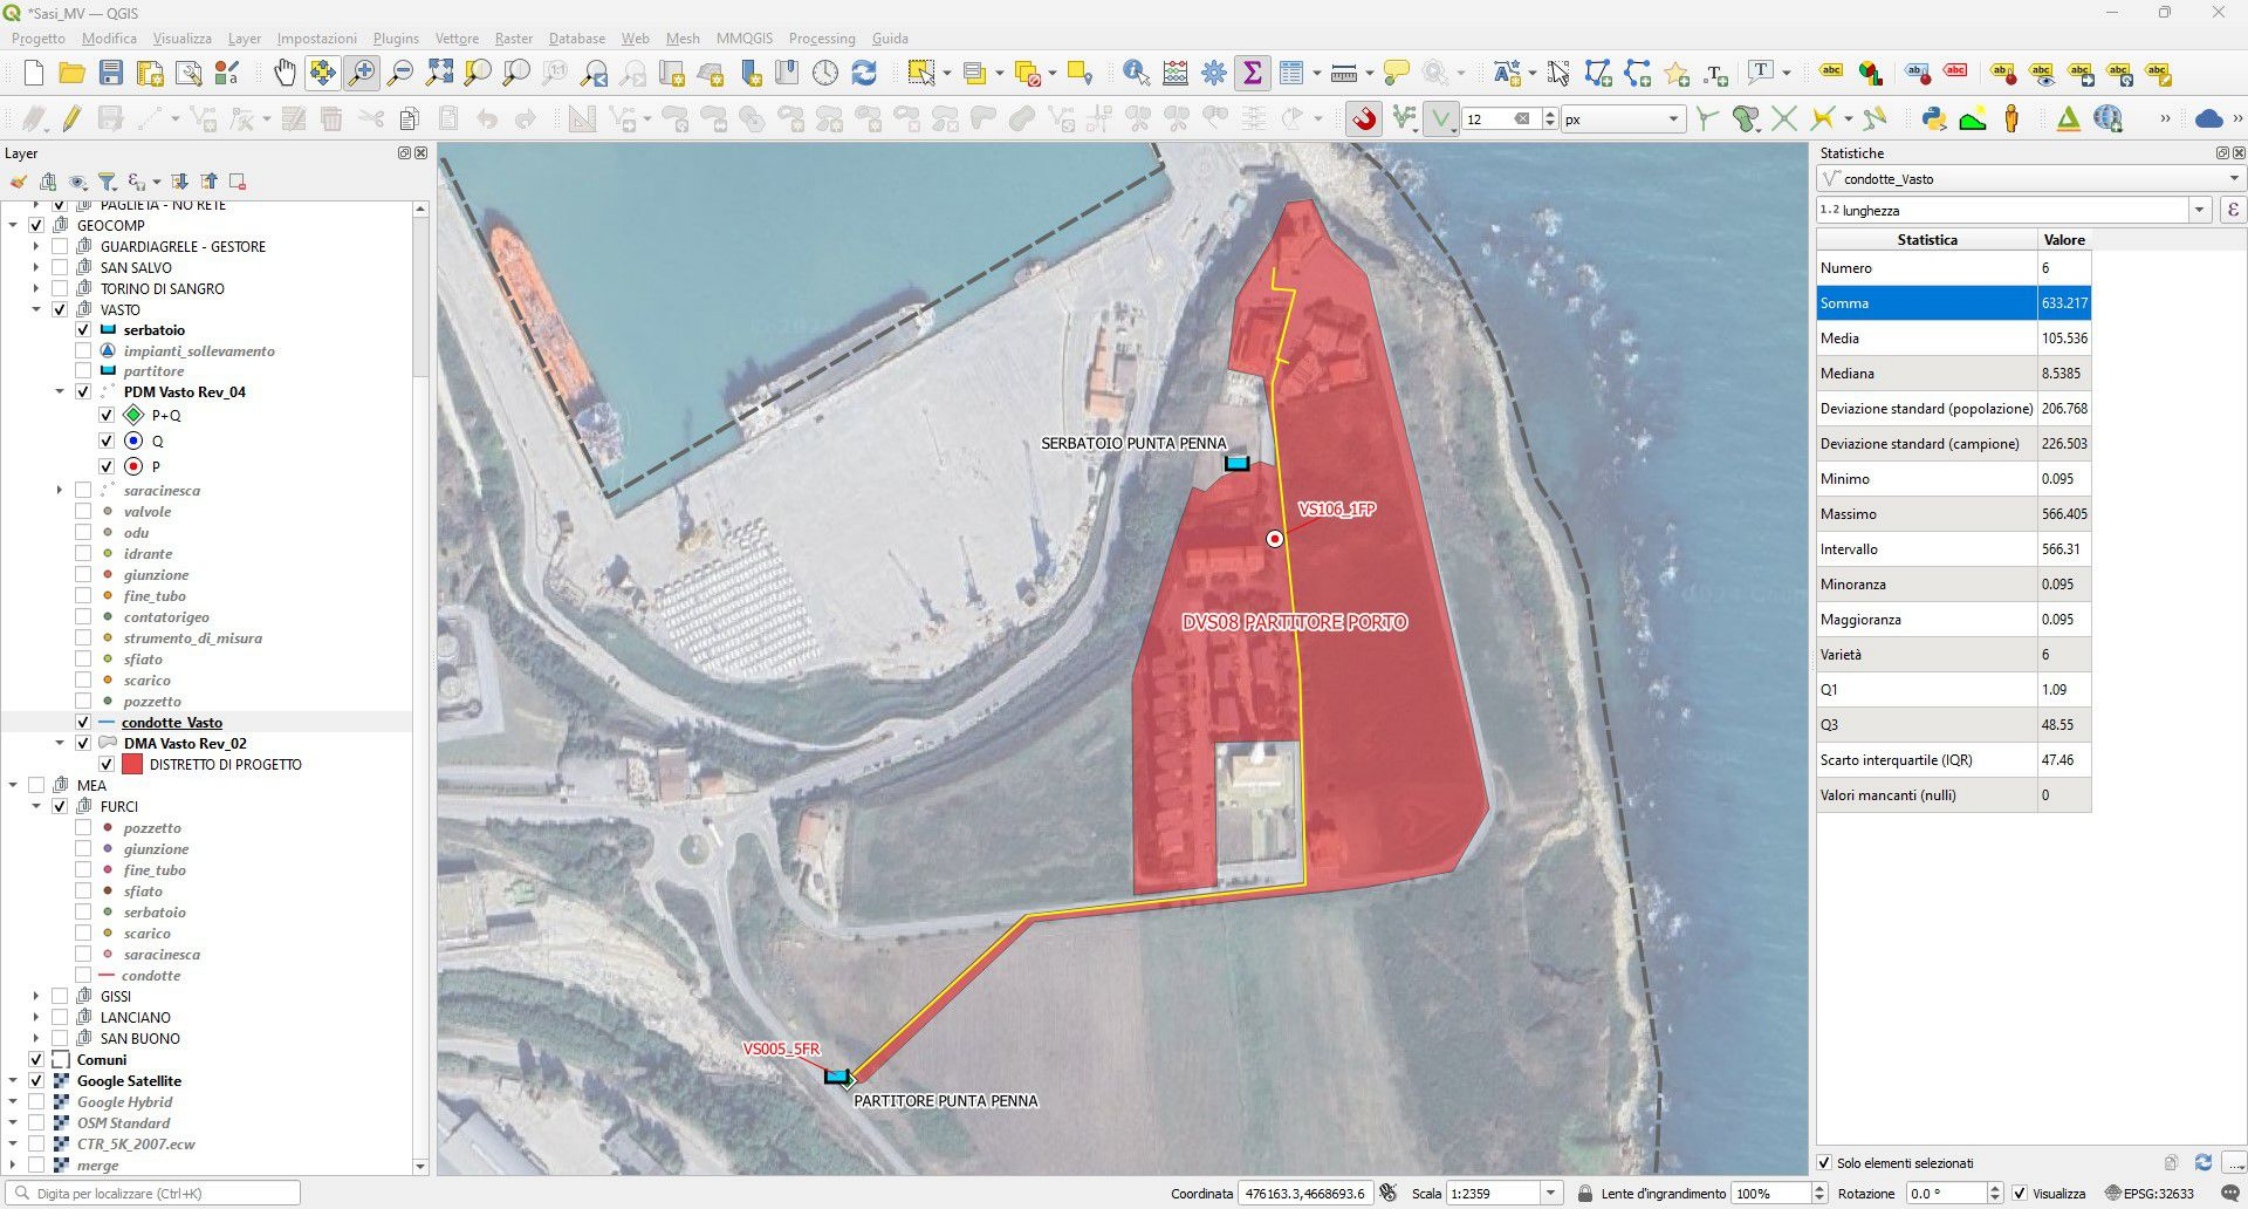 *Sasi_MV — QGIS
Progetto Modifica Visualizza Layer Impostazioni Plugins Vettore Raster Database Web Mesh MMQGIS Processing Guida
12 px
Layer
PAGLIETA - NO RETE
GEOCOMP
GUARDIAGRELE - GESTORE
SAN SALVO
TORINO DI SANGRO
VASTO
serbatoio
impianti_sollevamento
partitore
PDM Vasto Rev_04
P+Q
Q
P
saracinesca
valvole
odu
idrante
giunzione
fine_tubo
contatorigeo
strumento_di_misura
sfiato
scarico
pozzetto
condotte_Vasto
DMA Vasto Rev_02
DISTRETTO DI PROGETTO
MEA
FURCI
pozzetto
giunzione
fine_tubo
sfiato
serbatoio
scarico
saracinesca
condotte
GISSI
LANCIANO
SAN BUONO
Comuni
Google Satellite
Google Hybrid
OSM Standard
CTR_5K_2007.ecw
merge
SERBATOIO PUNTA PENNA
VS106_1FP
DVS08 PARTITORE PORTO
VS005_5FR
PARTITORE PUNTA PENNA
Statistiche
condotte_Vasto
1.2 lunghezza
ε
Statistica Valore
Numero 6
Somma 633.217
Media 105.536
Mediana 8.5385
Deviazione standard (popolazione) 206.768
Deviazione standard (campione) 226.503
Minimo 0.095
Massimo 566.405
Intervallo 566.31
Minoranza 0.095
Maggioranza 0.095
Varietà 6
Q1 1.09
Q3 48.55
Scarto interquartile (IQR) 47.46
Valori mancanti (nulli) 0
Solo elementi selezionati
Digita per localizzare (Ctrl+K)
Coordinata 476163.3,4668693.6 Scala 1:2359 Lente d'ingrandimento 100% Rotazione 0.0 ° Visualizza EPSG:32633